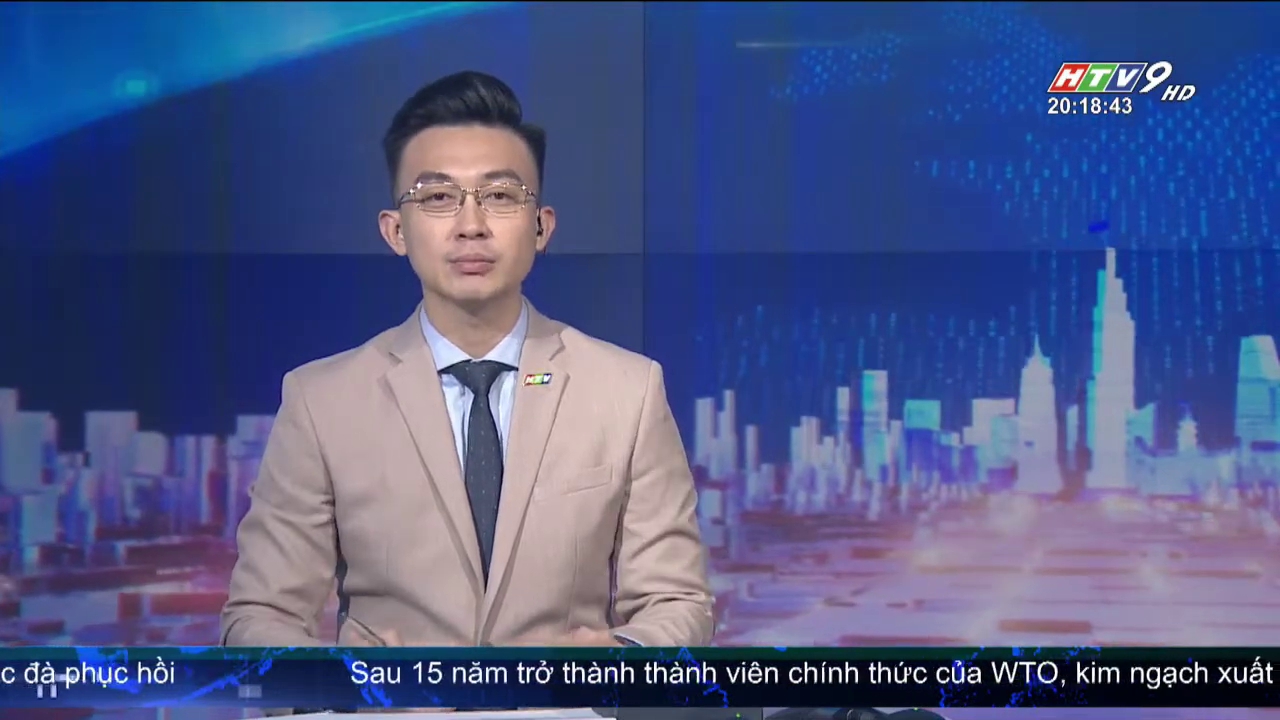 HTV9 HD
20:18:43
HTV
c đà phục hồi
Sau 15 năm trở thành thành viên chính thức của WTO, kim ngạch xuất